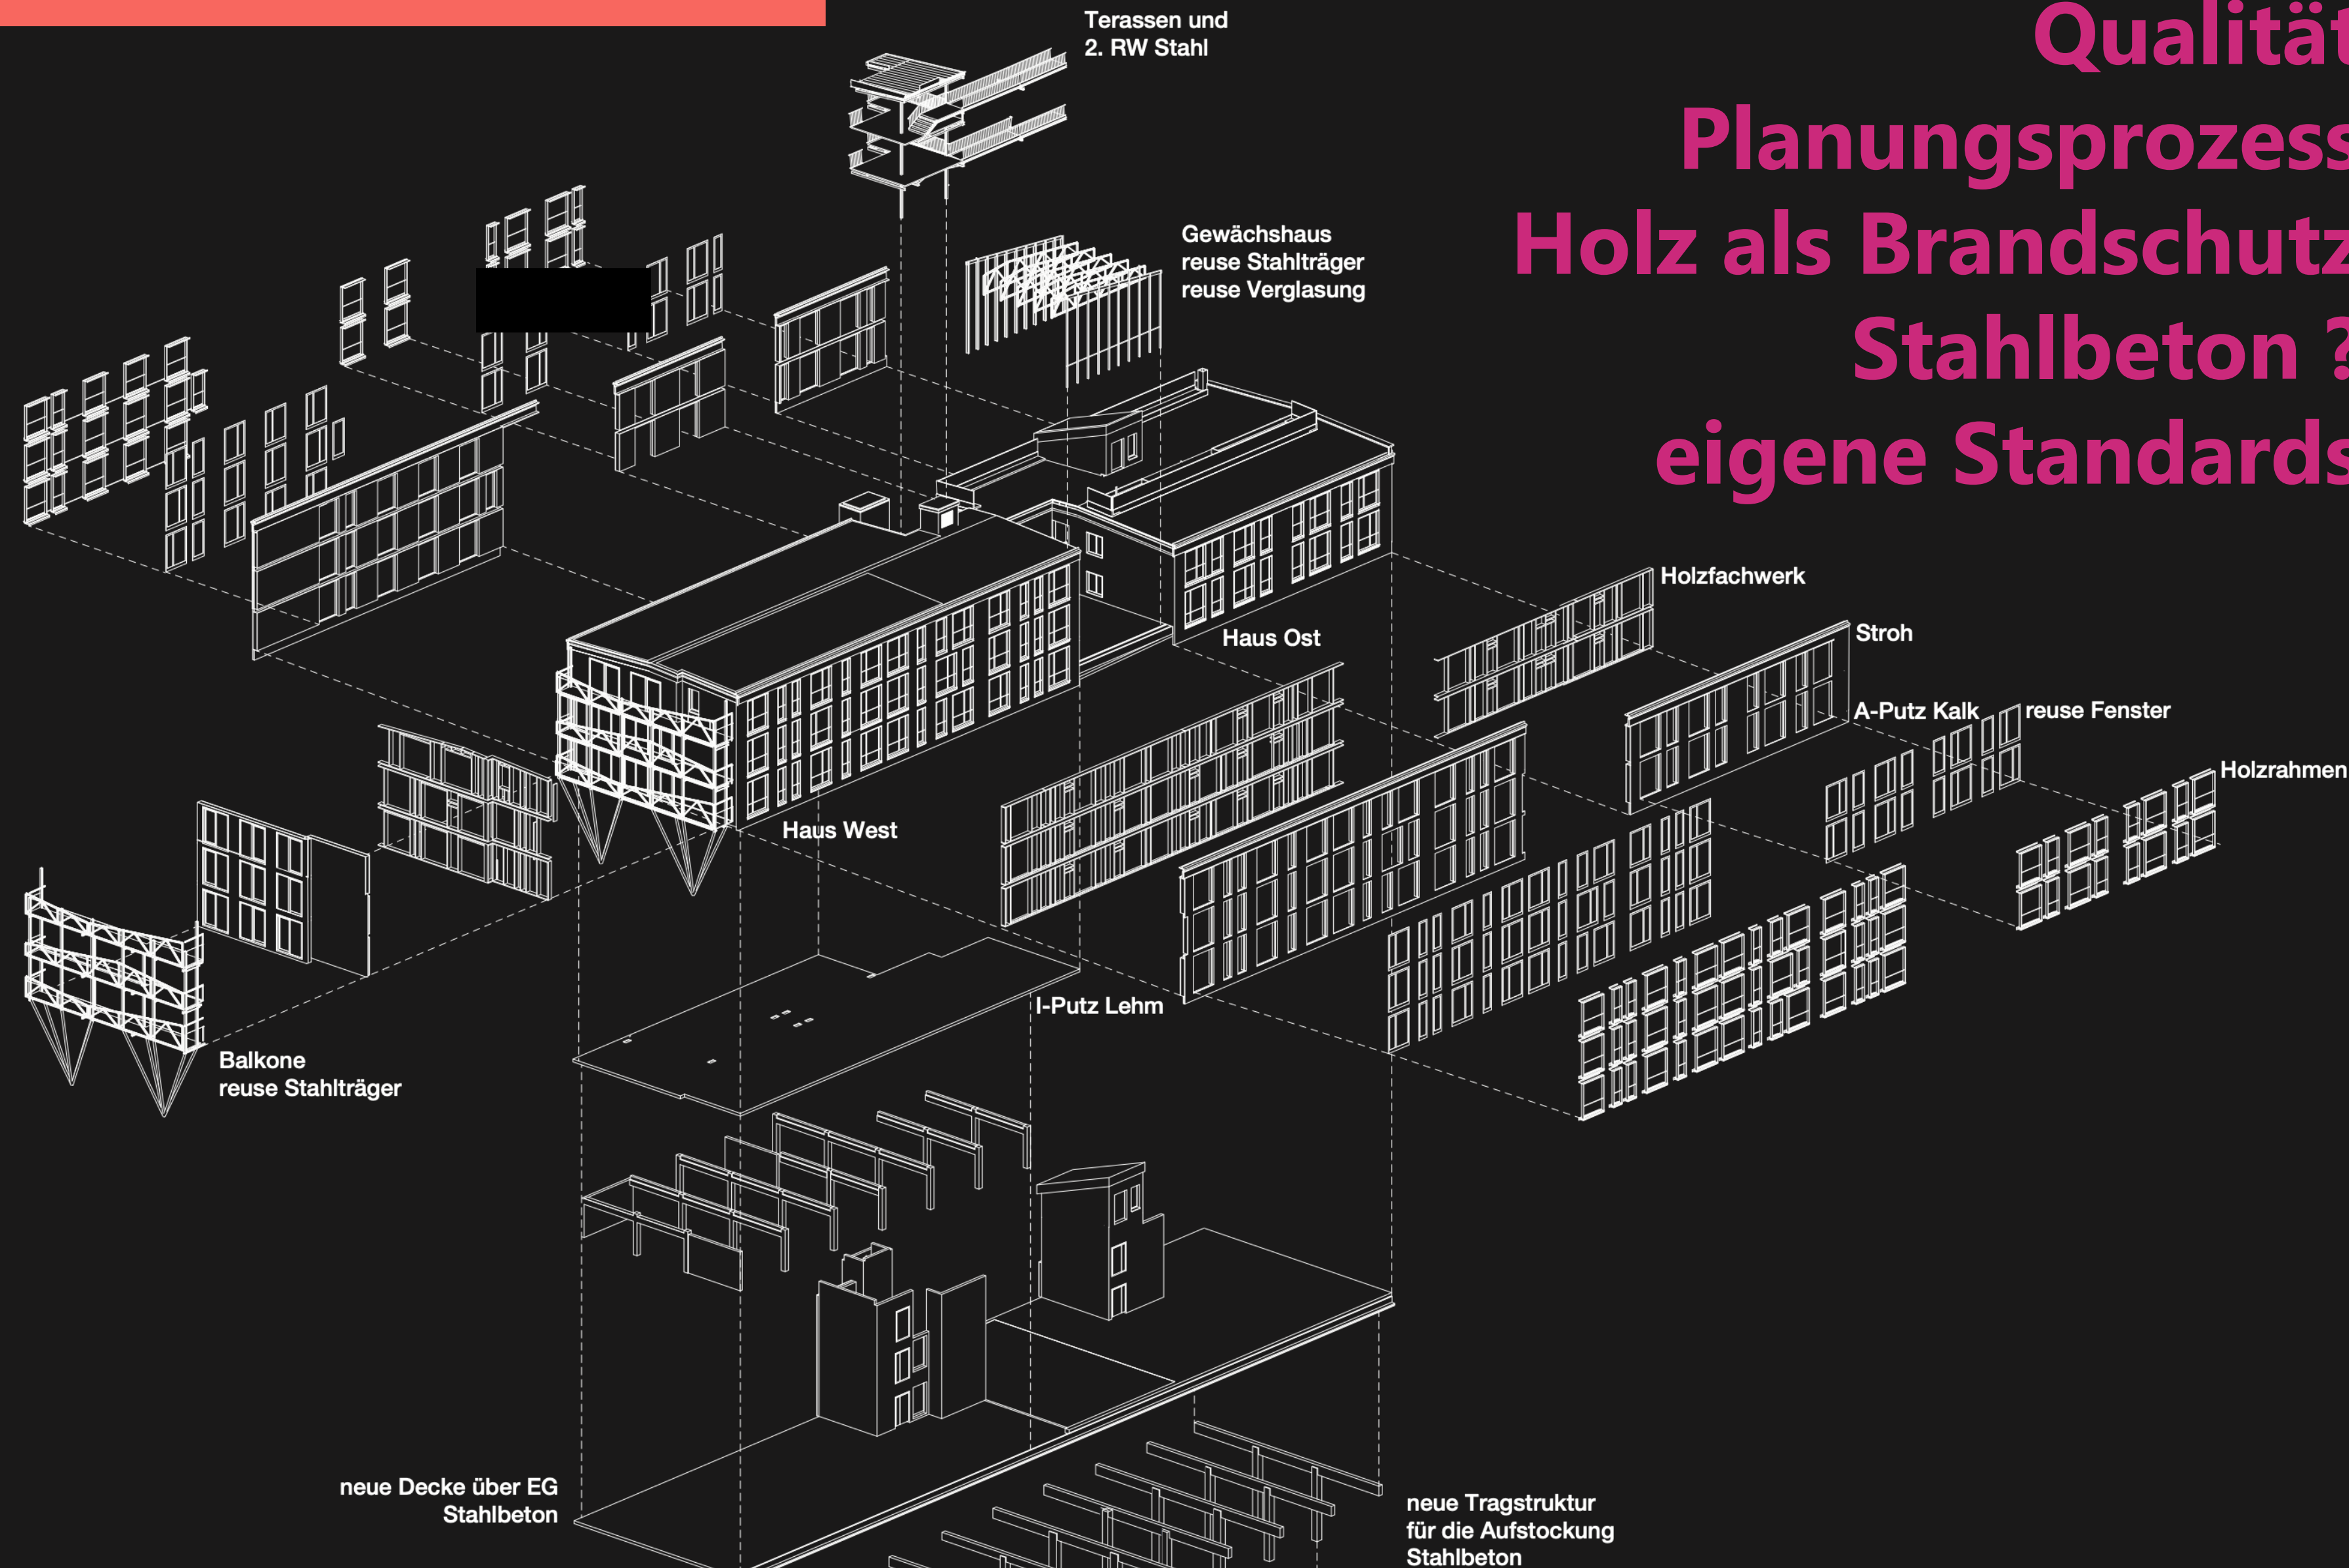 Terassen und
2. RW Stahl
Qualität
Planungsprozess
Holz als Brandschutz
Stahlbeton ?
eigene Standards
Gewächshaus
reuse Stahlträger
reuse Verglasung
Holzfachwerk
Stroh
Haus Ost
A-Putz Kalk
reuse Fenster
Holzrahmen
Haus West
I-Putz Lehm
Balkone
reuse Stahlträger
neue Decke über EG
Stahlbeton
neue Tragstruktur
für die Aufstockung
Stahlbeton